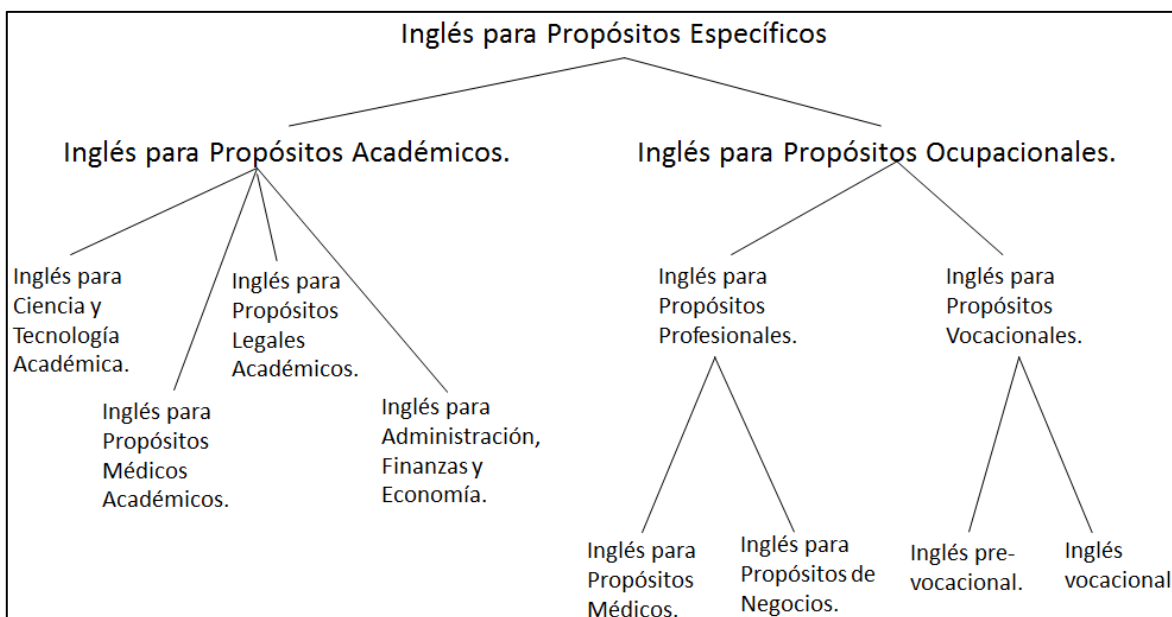 Inglés para Propósitos Específicos
Inglés para Propósitos Académicos.
Inglés para Propósitos Ocupacionales.
Inglés para
Ciencia y
Tecnología
Académica.
Inglés para
Propósitos
Médicos
Académicos.
Inglés para
Propósitos
Legales
Académicos.
Inglés para
Administración,
Finanzas y
Economía.
Inglés para
Propósitos
Profesionales.
Inglés para
Propósitos
Vocacionales.
Inglés para
Propósitos
Médicos.
Inglés para
Propósitos de
Negocios.
Inglés pre-
vocacional.
Inglés
vocacional